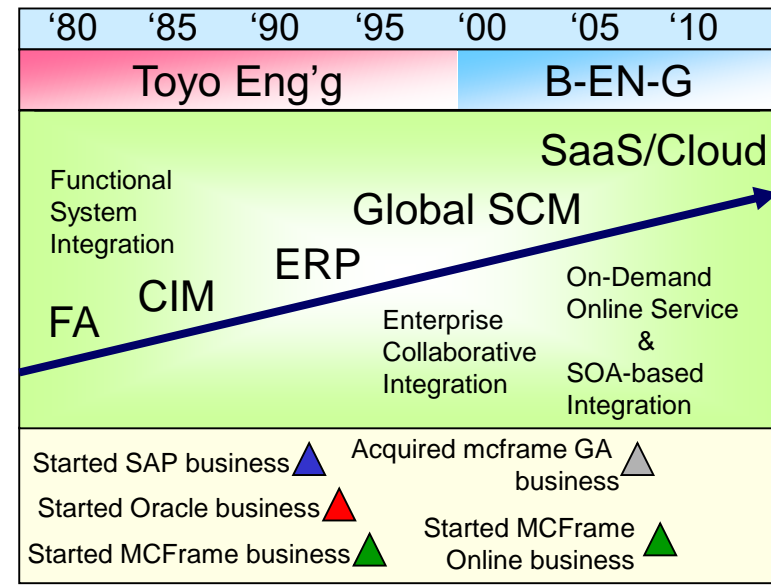 ‘80 ‘85 ‘90 ‘95 ‘00 ‘05 ‘10
Toyo Eng’g B-EN-G
SaaS/Cloud
Functional
System
Integration
Global SCM
ERP
CIM
FA
On-Demand
Online Service
&
SOA-based
Integration
Enterprise
Collaborative
Integration
Started SAP business
Started Oracle business
Started MCFrame business
Acquired mcframe GA
business
Started MCFrame
Online business